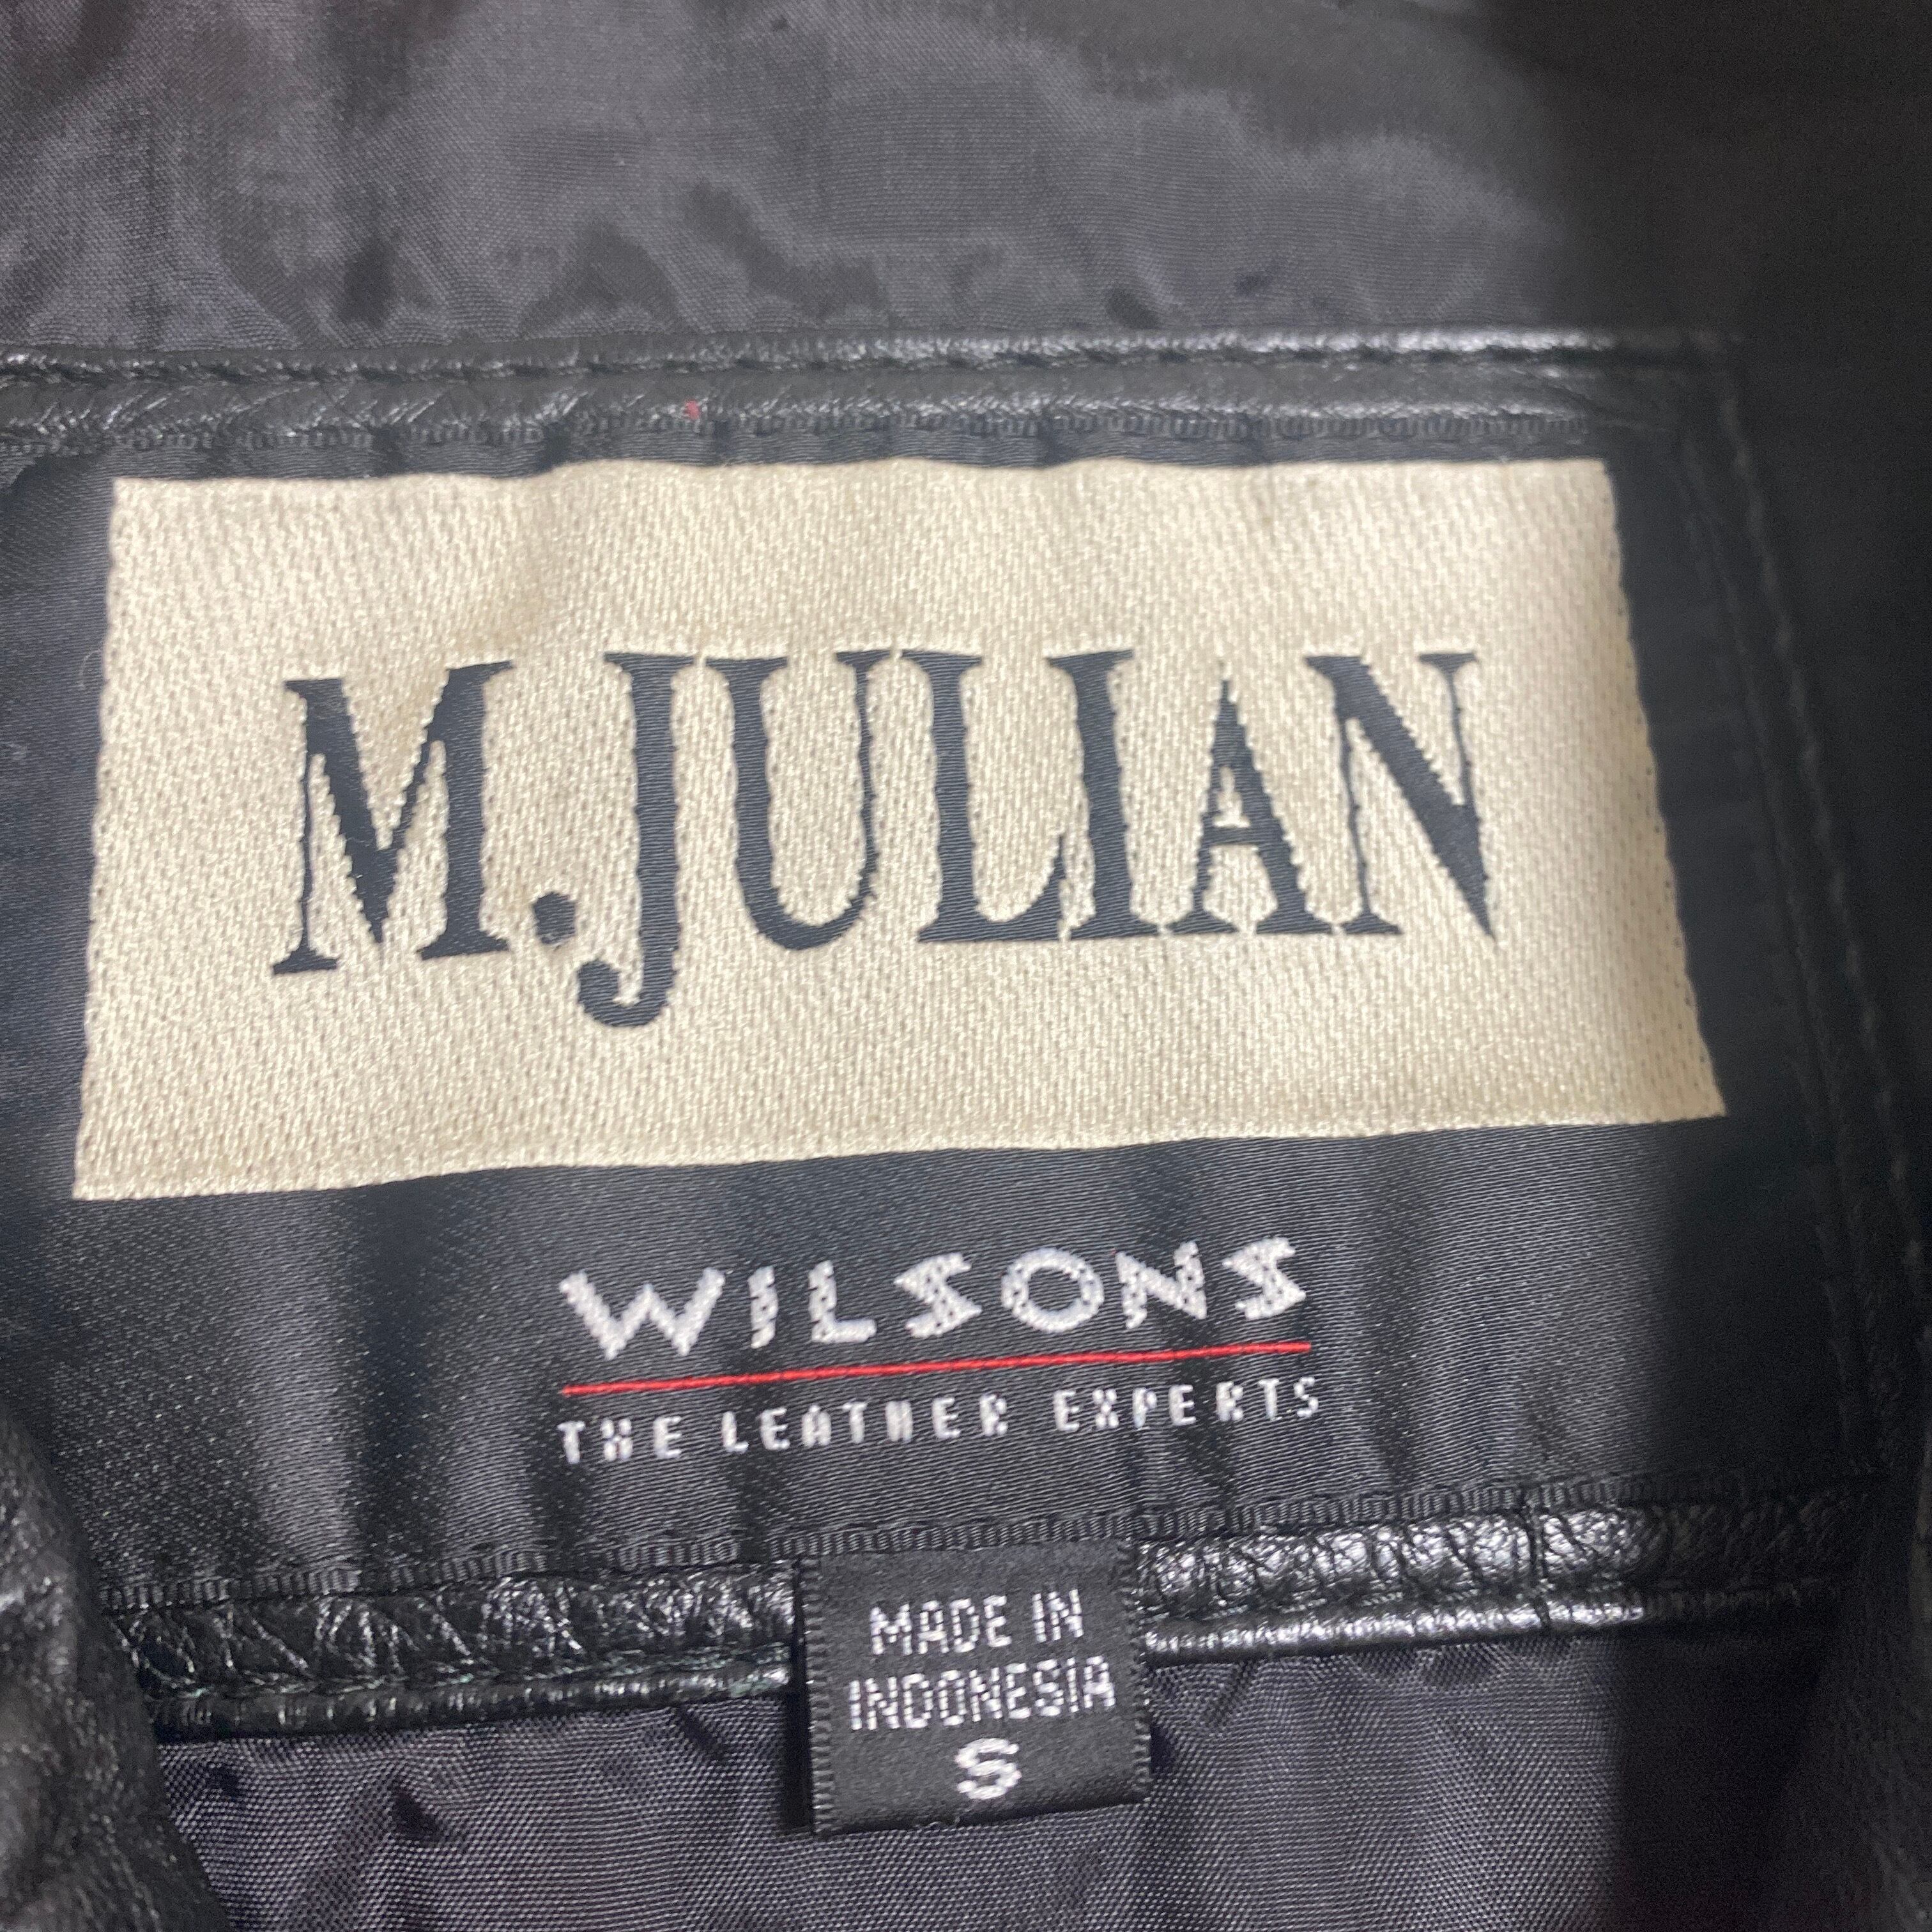 M.JULIAN
WILSONS
THE LEATHER EXPERTS
MADE IN
INDONESIA
S